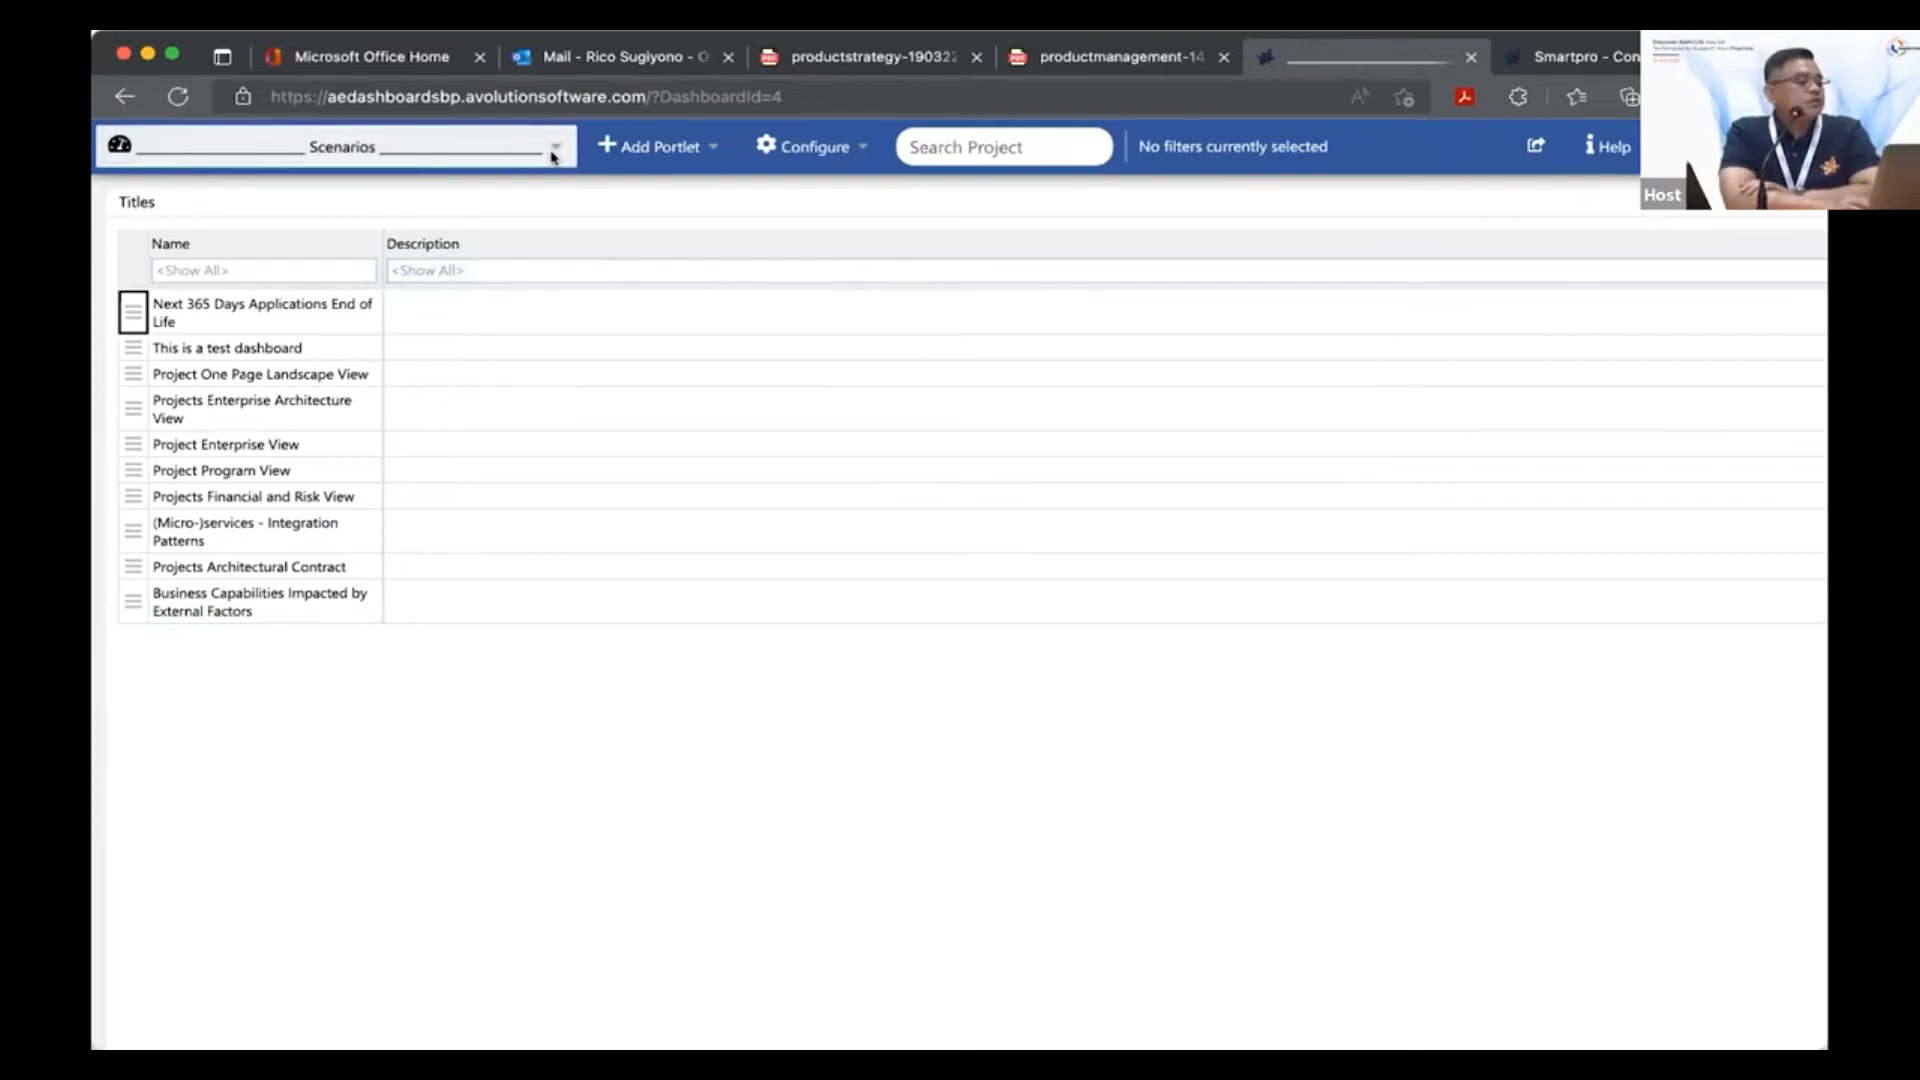 Microsoft Office Home
Mail - Rico Sugiyono - O
productstrategy-19032
productmanagement-14
Smartpro - Con
https://aedashboardsbp.avolutionsoftware.com/?DashboardId=4
Scenarios
Add Portlet
Configure
Search Project
No filters currently selected
Help
Host
Titles
Name
Description
<Show All>
<Show All>
Next 365 Days Applications End of
Life
This is a test dashboard
Project One Page Landscape View
Projects Enterprise Architecture
View
Project Enterprise View
Project Program View
Projects Financial and Risk View
(Micro-)services - Integration
Patterns
Projects Architectural Contract
Business Capabilities Impacted by
External Factors